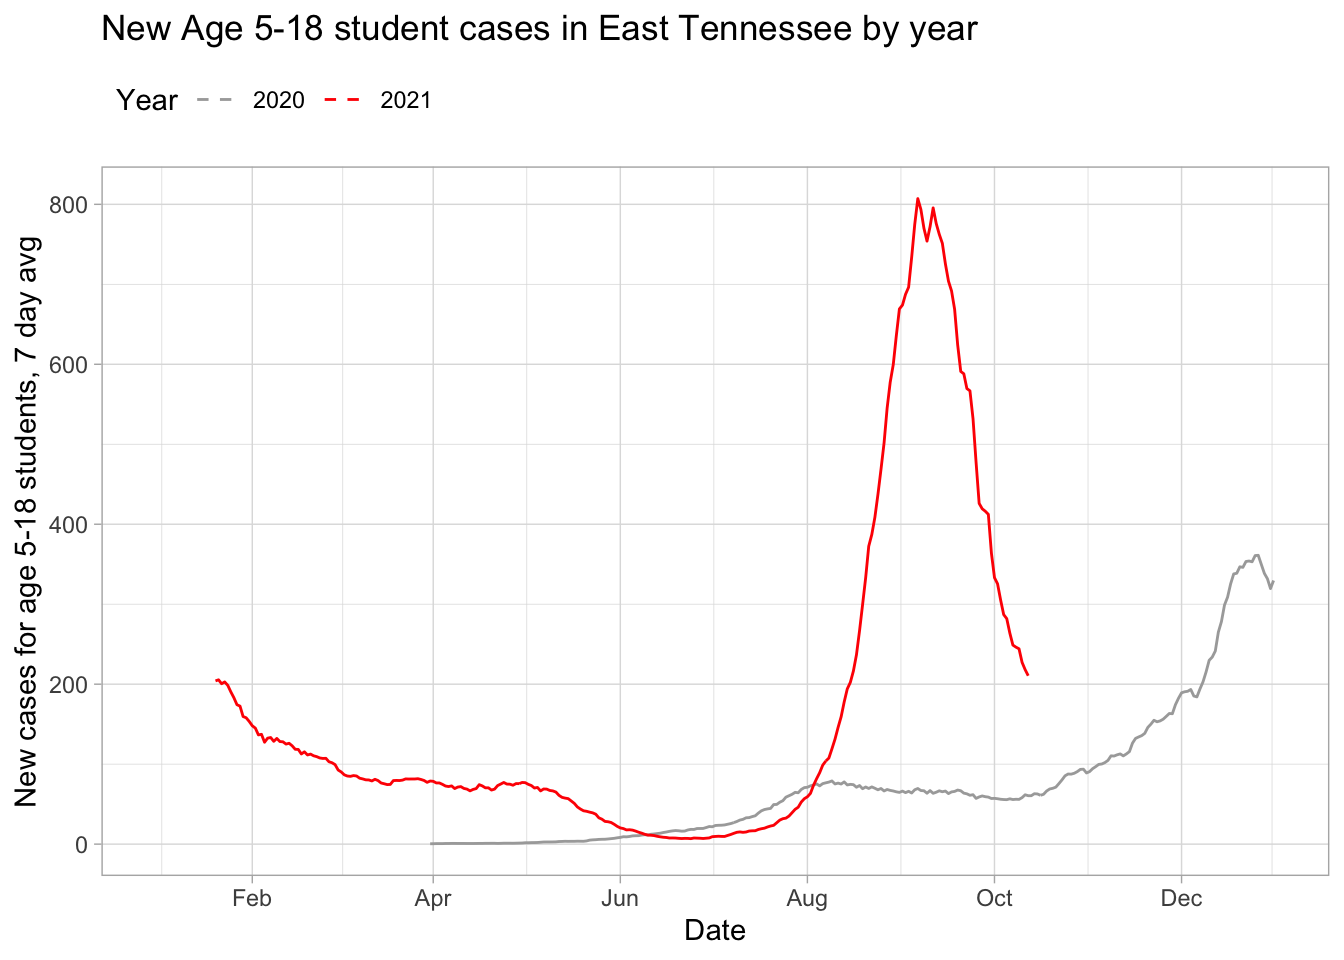 New Age 5-18 student cases in East Tennessee by year
Year 2020 2021
New cases for age 5-18 students, 7 day avg
800
600
400
200
0
Feb Apr Jun Aug Oct Dec
Date